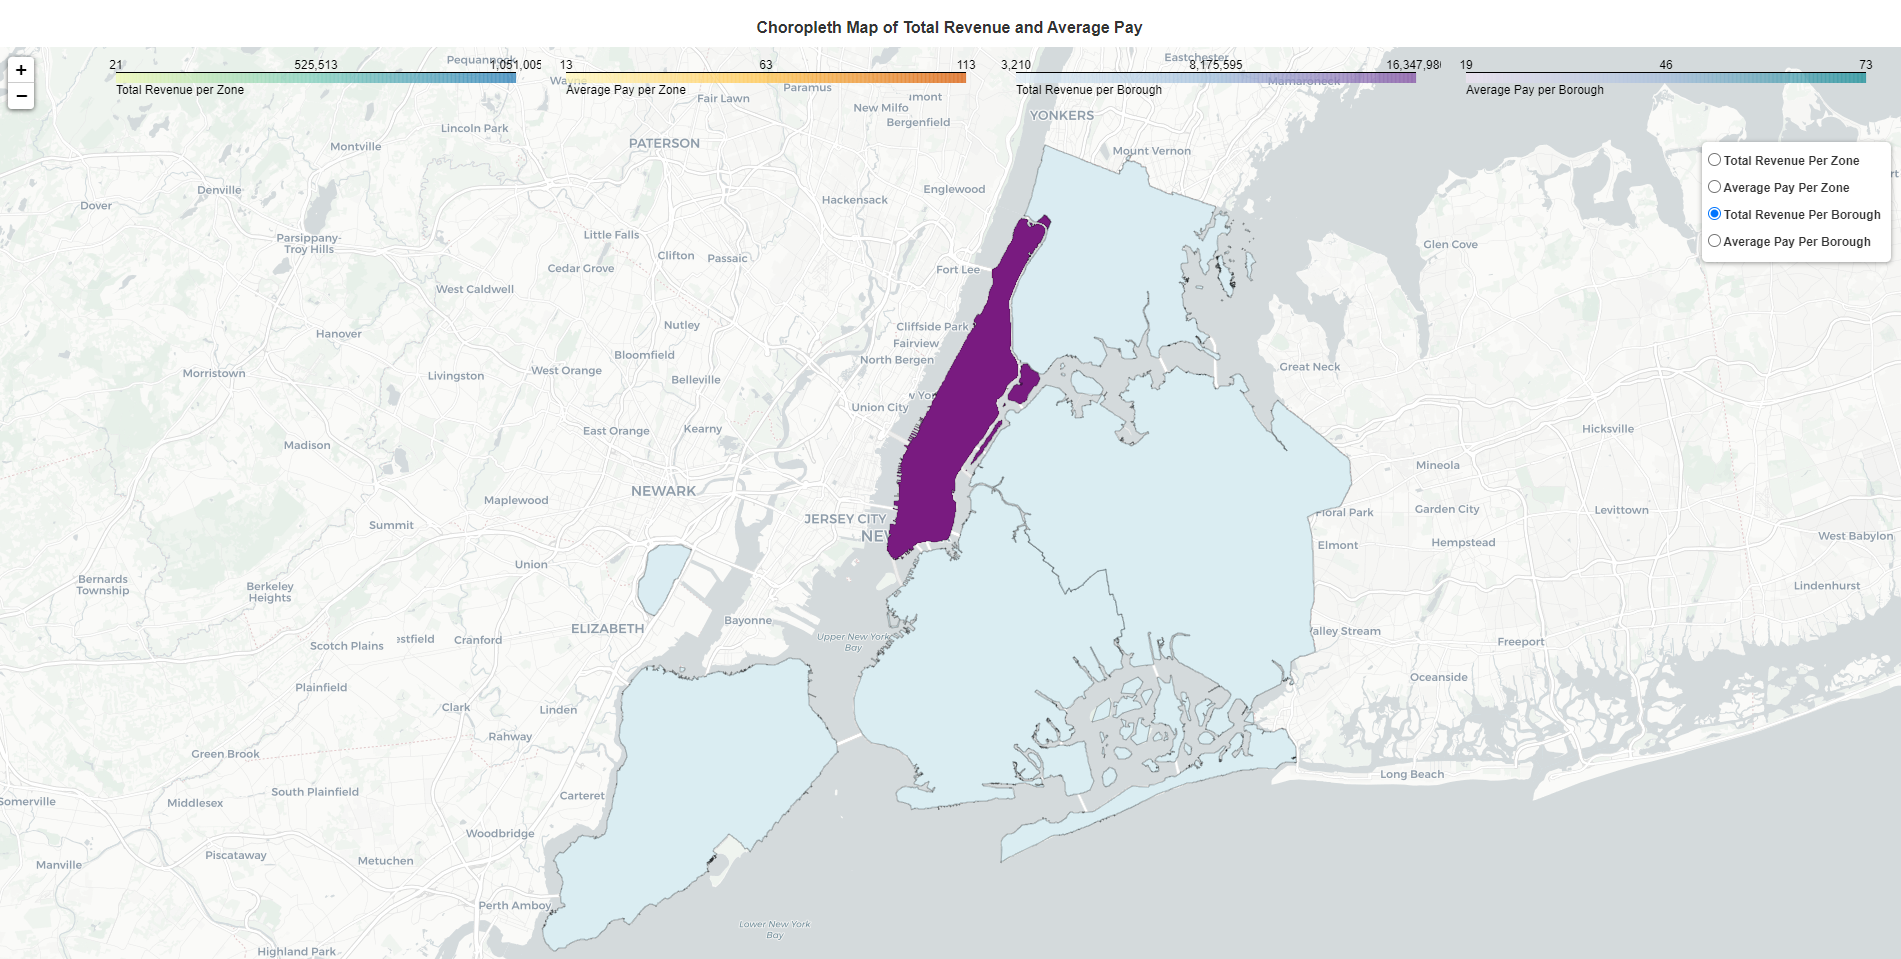 Choropleth Map of Total Revenue and Average Pay
+
−
21 525,513 1,051,005
Total Revenue per Zone
13 63 113
Average Pay per Zone
3,210 8,175,595 16,347,980
Total Revenue per Borough
19 46 73
Average Pay per Borough
Total Revenue Per Zone
Average Pay Per Zone
Total Revenue Per Borough
Average Pay Per Borough
Eastchester
Mamaroneck
Paramus
Fair Lawn
New Milfo
Bergenfield
YONKERS
Lincoln Park
Montville
PATERSON
Mount Vernon
Denville
Dover
Englewood
Hackensack
Parsippany-
Troy Hills
Little Falls
Clifton
Passaic
Cedar Grove
Fort Lee
Glen Cove
West Caldwell
Hanover
Nutley
Cliffside Park
Fairview
North Bergen
Bloomfield
Great Neck
Morristown
Livingston
West Orange
Belleville
Union City
East Orange
Kearny
Hicksville
Madison
Mineola
NEWARK
Maplewood
JERSEY CITY
NEW
Summit
Floral Park
Garden City
Levittown
Elmont
Hempstead
West Babylon
Union
Bernards
Township
Berkeley
Heights
Lindenhurst
ELIZABETH
Bayonne
Upper New York
Bay
Valley Stream
Freeport
Scotch Plains
estfield
Cranford
Oceanside
Plainfield
Clark
Linden
Rahway
Green Brook
Long Beach
Somerville
Middlesex
South Plainfield
Carteret
Woodbridge
Manville
Piscataway
Metuchen
Perth Amboy
Lower New York
Bay
Highland Park